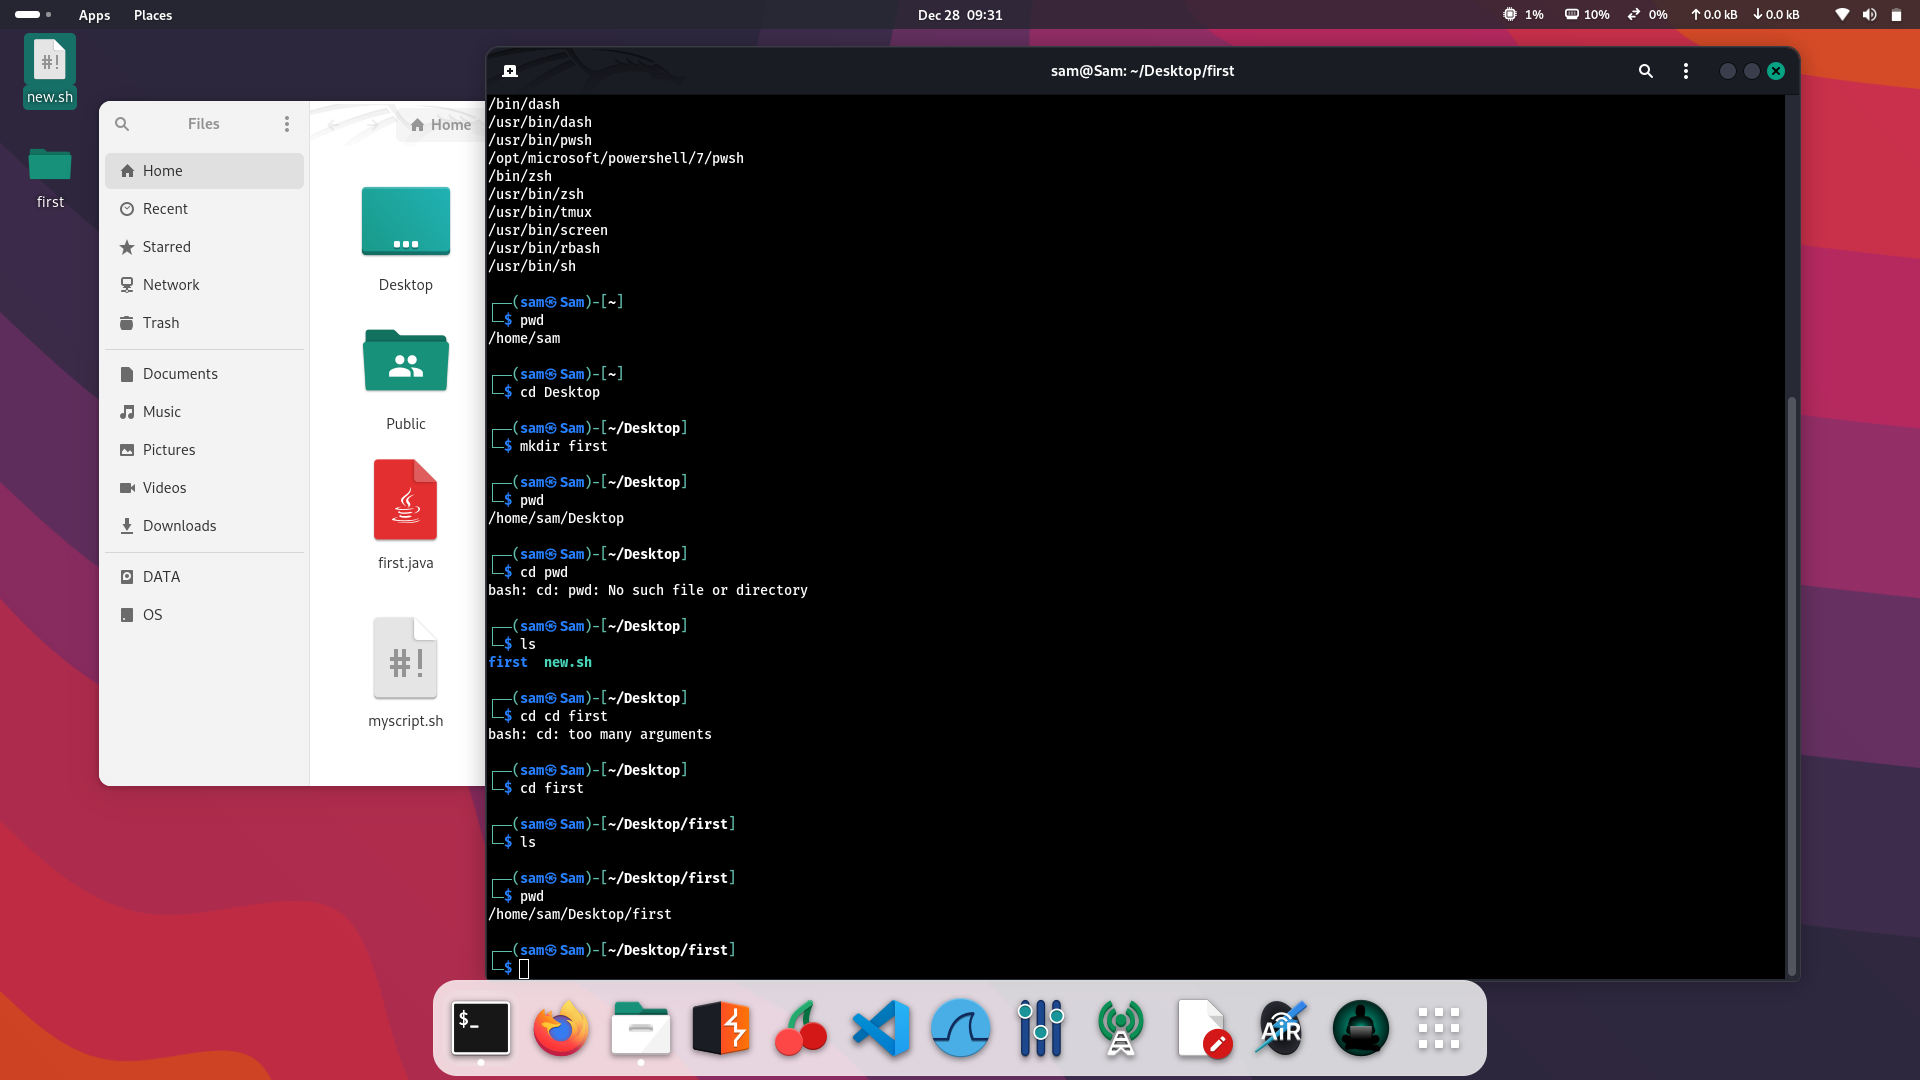 Apps Places Dec 28 09:31 1% 10% 0% 0.0 kB 0.0 kB
new.sh
first
Files
Home
Recent
Starred
Network
Trash
Documents
Music
Pictures
Videos
Downloads
DATA
OS
Home
Desktop
Public
first.java
#!
myscript.sh
sam@Sam: ~/Desktop/first
/bin/dash
/usr/bin/dash
/usr/bin/pwsh
/opt/microsoft/powershell/7/pwsh
/bin/zsh
/usr/bin/zsh
/usr/bin/tmux
/usr/bin/screen
/usr/bin/rbash
/usr/bin/sh
┌──(sam㉿Sam)-[~]
└─$ pwd
/home/sam
┌──(sam㉿Sam)-[~]
└─$ cd Desktop
┌──(sam㉿Sam)-[~/Desktop]
└─$ mkdir first
┌──(sam㉿Sam)-[~/Desktop]
└─$ pwd
/home/sam/Desktop
┌──(sam㉿Sam)-[~/Desktop]
└─$ cd pwd
bash: cd: pwd: No such file or directory
┌──(sam㉿Sam)-[~/Desktop]
└─$ ls
first  new.sh
┌──(sam㉿Sam)-[~/Desktop]
└─$ cd cd first
bash: cd: too many arguments
┌──(sam㉿Sam)-[~/Desktop]
└─$ cd first
┌──(sam㉿Sam)-[~/Desktop/first]
└─$ ls
┌──(sam㉿Sam)-[~/Desktop/first]
└─$ pwd
/home/sam/Desktop/first
┌──(sam㉿Sam)-[~/Desktop/first]
└─$
$_
AiR